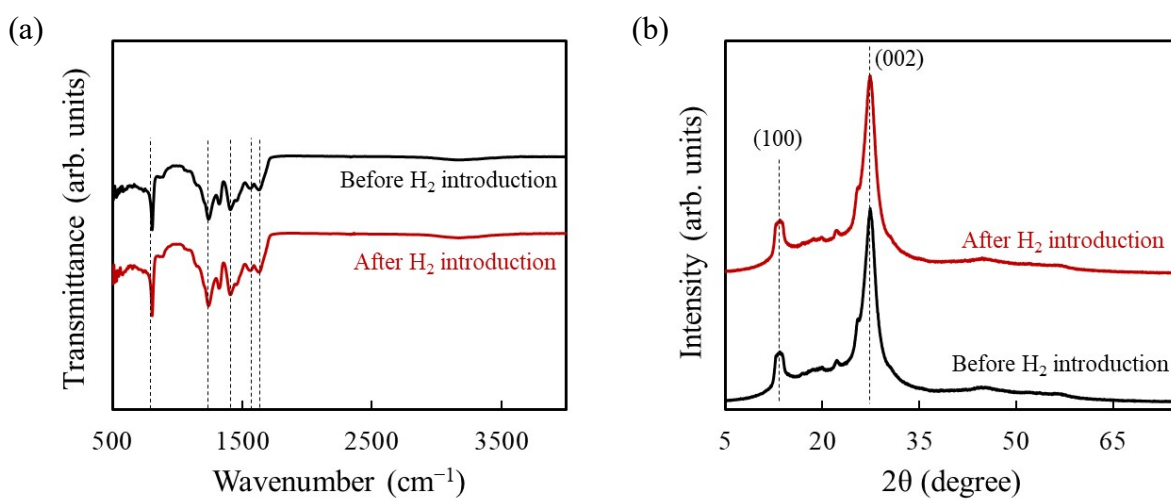 (a)
Transmittance (arb. units)
Before H₂ introduction
After H₂ introduction
500 1500 2500 3500
Wavenumber (cm⁻¹)
(b)
Intensity (arb. units)
(002)
(100)
After H₂ introduction
Before H₂ introduction
5 20 35 50 65
2θ (degree)